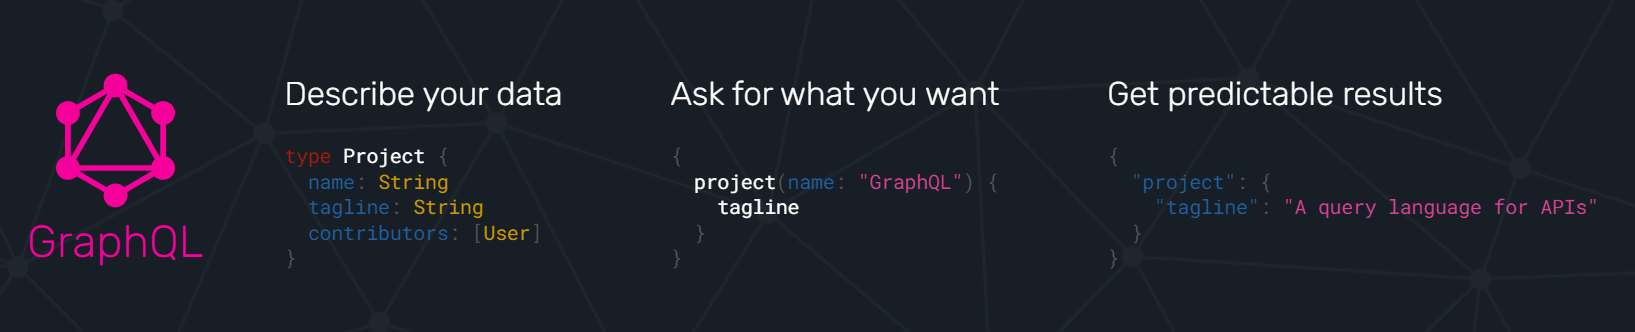 GraphQL
Describe your data
type Project {
  name: String
  tagline: String
  contributors: [User]
}
Ask for what you want
{
  project(name: "GraphQL") {
    tagline
  }
}
Get predictable results
{
  "project": {
    "tagline": "A query language for APIs"
  }
}